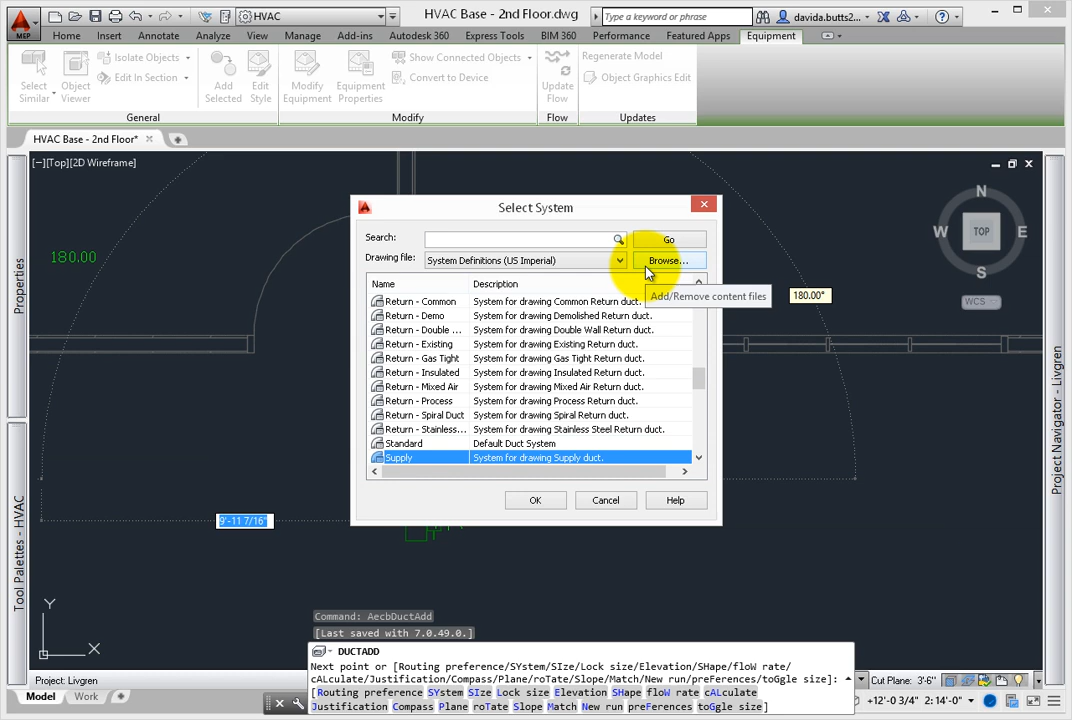 MEP
HVAC
HVAC Base - 2nd Floor.dwg
Type a keyword or phrase
davida.butts2...
Home
Insert
Annotate
Analyze
View
Manage
Add-ins
Autodesk 360
Express Tools
BIM 360
Performance
Featured Apps
Equipment
Select
Similar
Object
Viewer
Isolate Objects
Edit In Section
Add
Selected
Edit
Style
Modify
Equipment
Equipment
Properties
Show Connected Objects
Convert to Device
Update
Flow
Regenerate Model
Object Graphics Edit
General
Modify
Flow
Updates
HVAC Base - 2nd Floor*
[−][Top][2D Wireframe]
Properties
Tool Palettes - HVAC
Project Navigator - Livgren
180.00
N
W
TOP
E
S
WCS
Select System
Search:
Go
Drawing file:
System Definitions (US Imperial)
Browse...
Add/Remove content files
180.00°
Name
Description
Return - Common
System for drawing Common Return duct.
Return - Demo
System for drawing Demolished Return duct.
Return - Double ...
System for drawing Double Wall Return duct.
Return - Existing
System for drawing Existing Return duct.
Return - Gas Tight
System for drawing Gas Tight Return duct.
Return - Insulated
System for drawing Insulated Return duct.
Return - Mixed Air
System for drawing Mixed Air Return duct.
Return - Process
System for drawing Process Return duct.
Return - Spiral Duct
System for drawing Spiral Return duct.
Return - Stainless...
System for drawing Stainless Steel Return duct.
Standard
Default Duct System
Supply
System for drawing Supply duct.
OK
Cancel
Help
9'-11 7/16"
Y
X
Command: AecbDuctAdd
[Last saved with 7.0.49.0.]
DUCTADD
Next point or [Routing preference/SYstem/SIze/Lock size/Elevation/SHape/floW rate/
cALculate/Justification/Compass/Plane/roTate/Slope/Match/New run/preFerences/toGgle size]:
[Routing preference SYstem SIze Lock size Elevation SHape floW rate cALculate
Justification Compass Plane roTate Slope Match New run preFerences toGgle size]
Project: Livgren
Cut Plane: 3'-6"
Model
Work
+12'-0 3/4"
2: 14'-0"